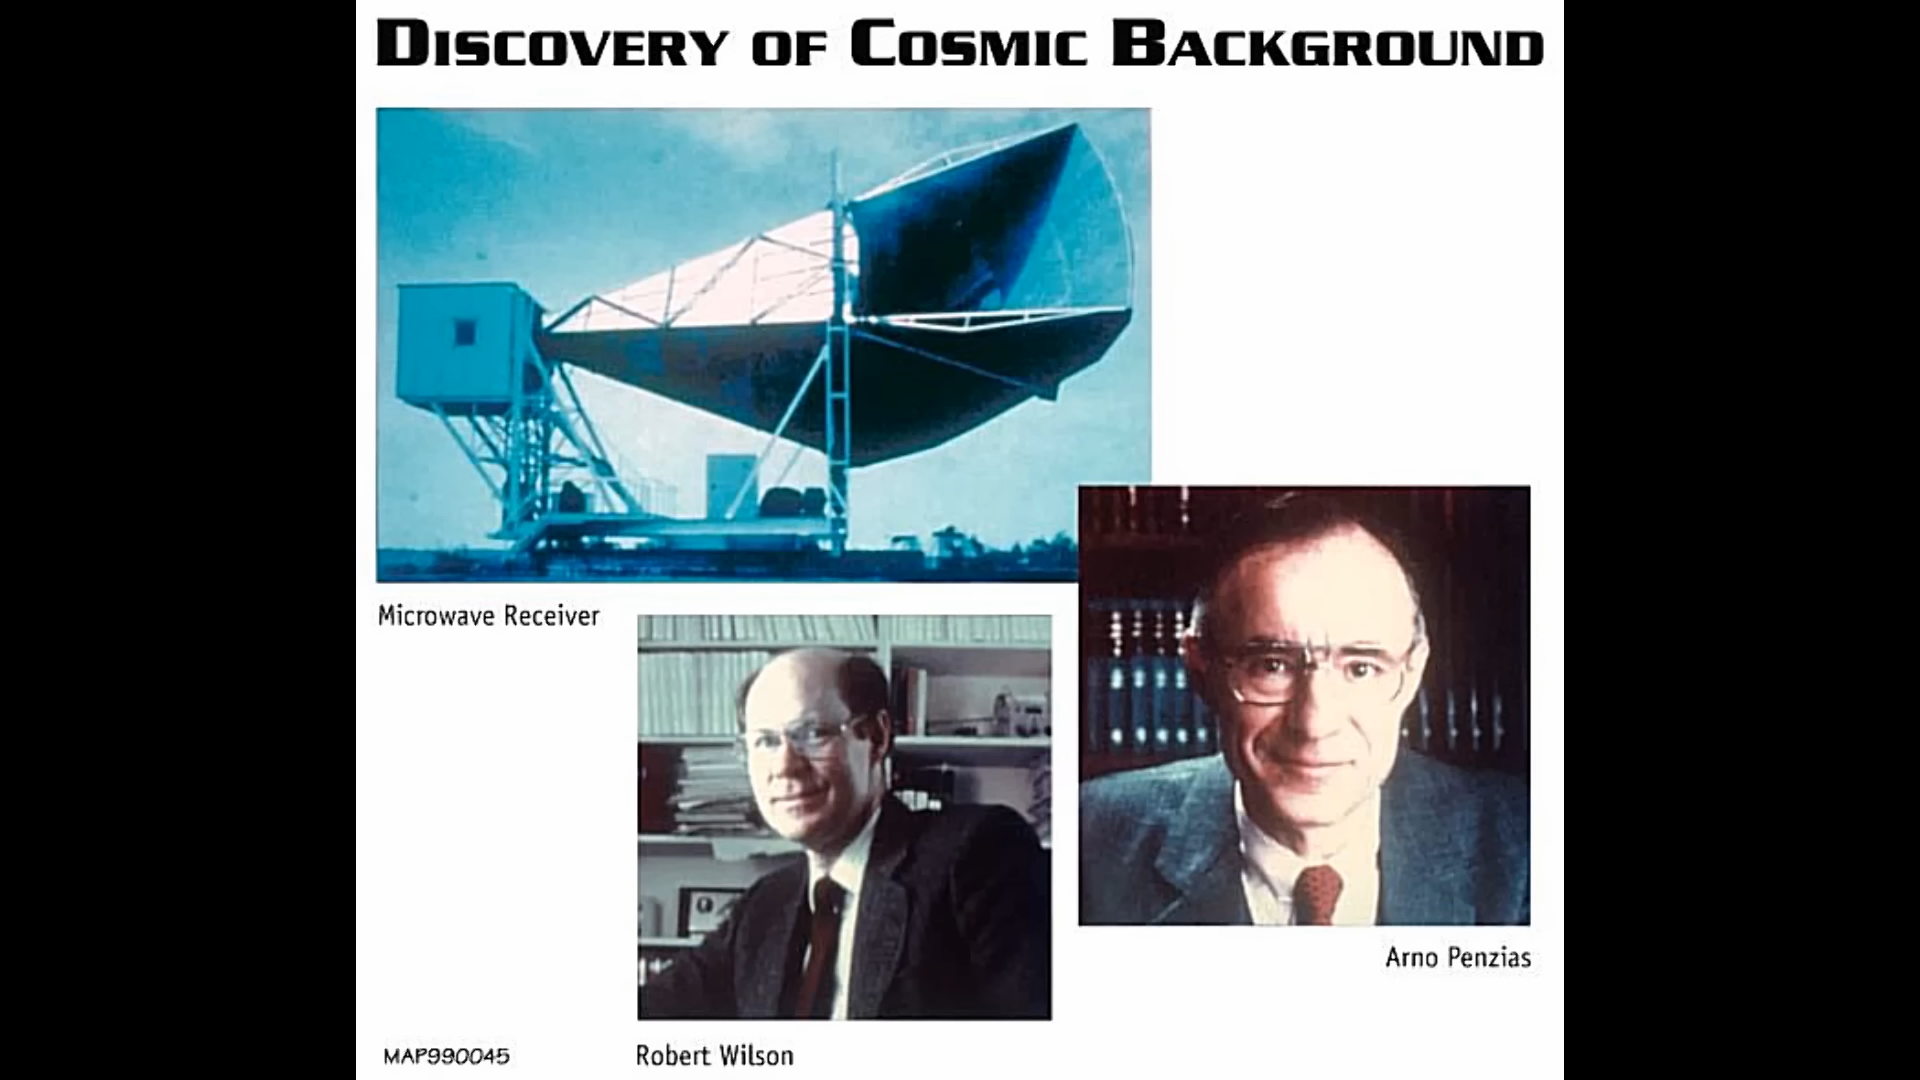 DISCOVERY OF COSMIC BACKGROUND
Microwave Receiver
Arno Penzias
MAP990045
Robert Wilson